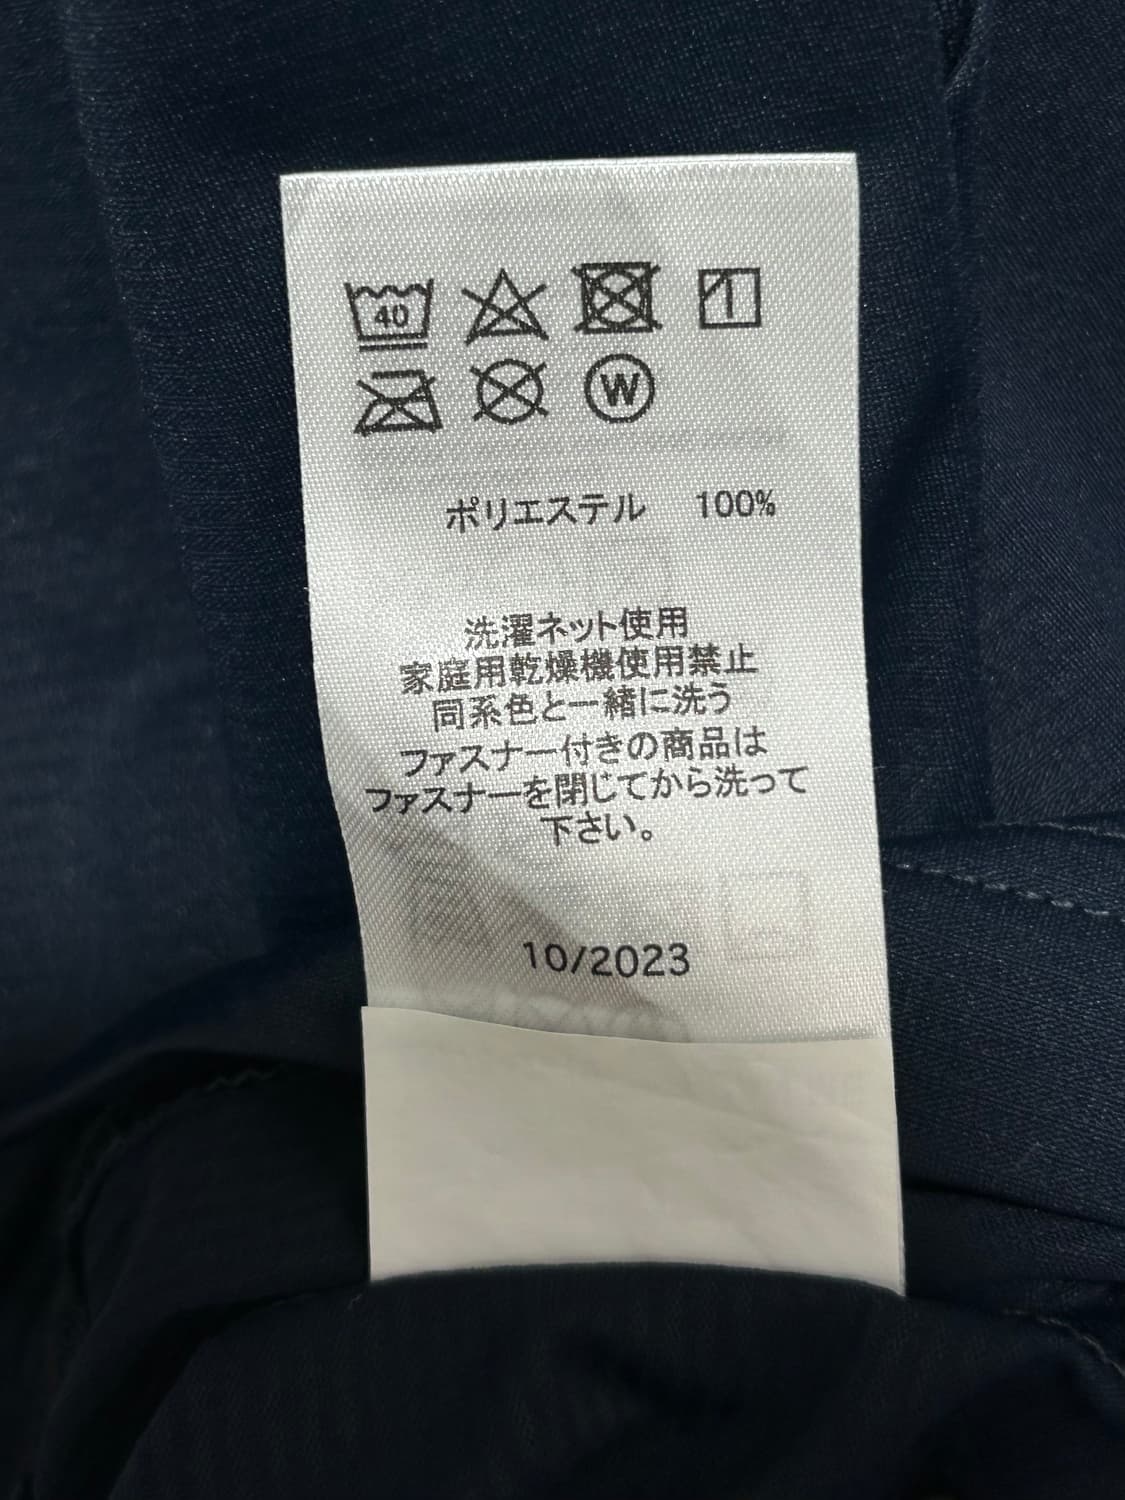 40
W
ポリエステル 100%
洗濯ネット使用
家庭用乾燥機使用禁止
同系色と一緒に洗う
ファスナー付きの商品は
ファスナーを閉じてから洗って
下さい。
10/2023